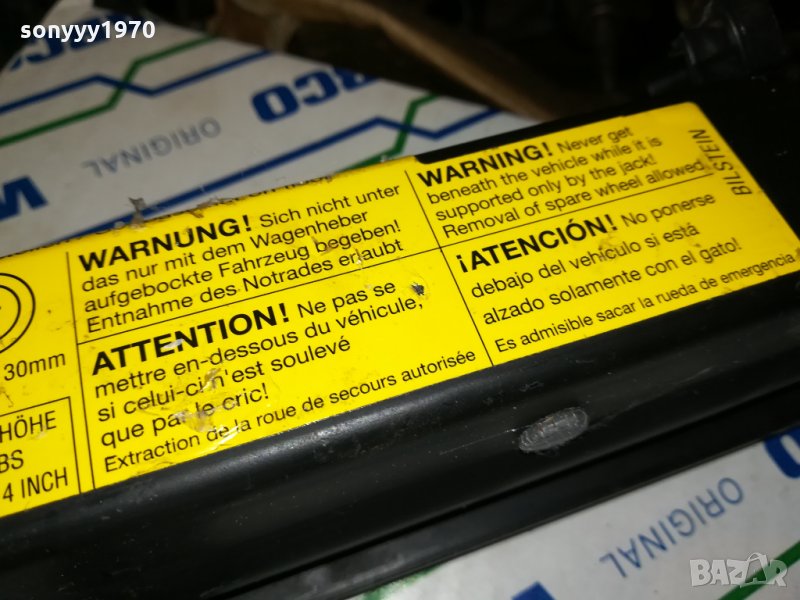 sonyyy1970
RCO
ORIGINAL
WARNUNG! Sich nicht unter
das nur mit dem Wagenheber
aufgebockte Fahrzeug begeben!
Entnahme des Notrades erlaubt
WARNING! Never get
beneath the vehicle while it is
supported only by the jack!
Removal of spare wheel allowed
BILSTEIN
ATTENTION! Ne pas se
mettre en-dessous du véhicule,
si celui-ci n'est soulevé
que par le cric!
Extraction de la roue de secours autorisée
¡ATENCIÓN! No ponerse
debajo del vehículo si está
alzado solamente con el gato!
Es admisible sacar la rueda de emergencia
30mm
HÖHE
BS
4 INCH
ORIGINAL
BAZAR